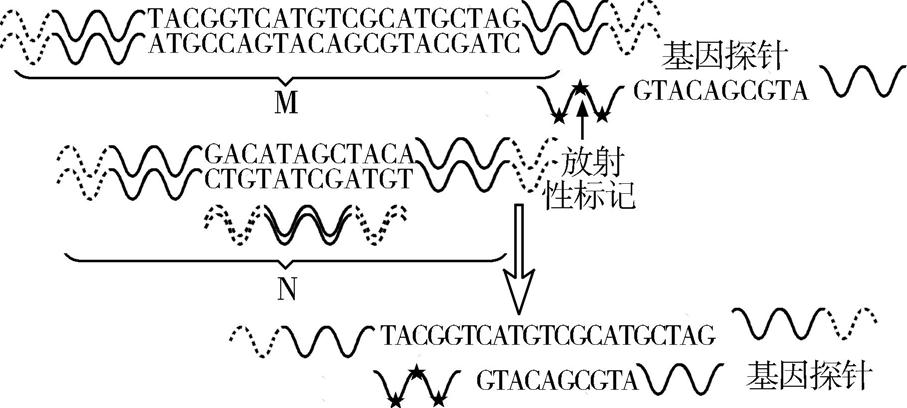 TACGGTCATGTCGCATGCTAG
ATGCCAGTACAGCGTACGATC
M
基因探针
GTACAGCGTA
放射
性标记
GACATAGCTACA
CTGTATCGATGT
N
TACGGTCATGTCGCATGCTAG
GTACAGCGTA
基因探针